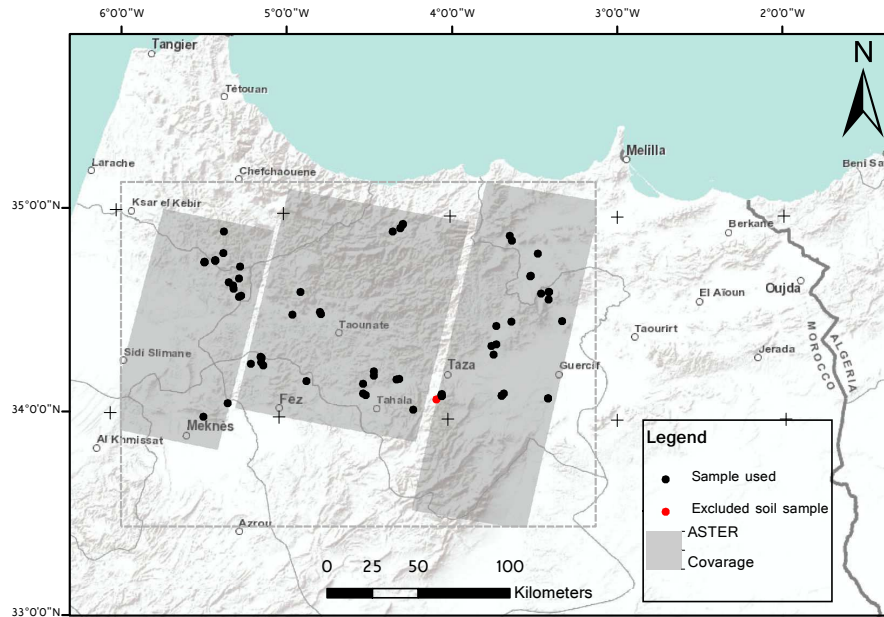 6°0'0"W 5°0'0"W 4°0'0"W 3°0'0"W 2°0'0"W
Tangier
N
Tétouan
Melilla
Larache
Chefchaouene
Beni Sa
35°0'0"N
Ksar el Kebir
Berkane
Oujda
El Aïoun
Taounate
Taourirt
Sidi Slimane
Jerada
Taza
Guercif
MOROCCO
ALGERIA
34°0'0"N
Fez
Tahala
Meknès
Al Khmissat
Azrou
33°0'0"N
Legend
Sample used
Excluded soil sample
ASTER
Covarage
0 25 50 100
Kilometers